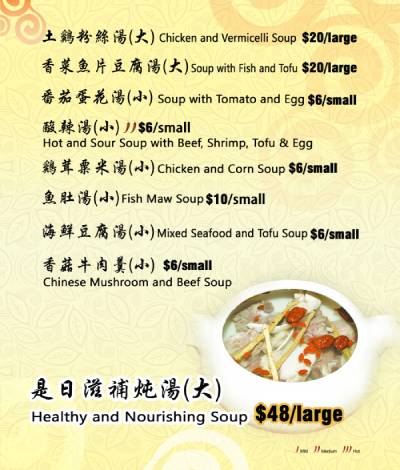 土鷄粉絲湯(大) Chicken and Vermicelli Soup $20/large
香菜魚片豆腐湯(大) Soup with Fish and Tofu $20/large
番茄蛋花湯(小) Soup with Tomato and Egg $6/small
酸辣湯(小) $6/small
Hot and Sour Soup with Beef, Shrimp, Tofu & Egg
鷄茸粟米湯(小) Chicken and Corn Soup $6/small
魚肚湯(小) Fish Maw Soup $10/small
海鮮豆腐湯(小) Mixed Seafood and Tofu Soup $6/small
香菇牛肉羹(小) $6/small
Chinese Mushroom and Beef Soup
是日滋補炖湯(大)
Healthy and Nourishing Soup $48/large
Mild Medium Hot